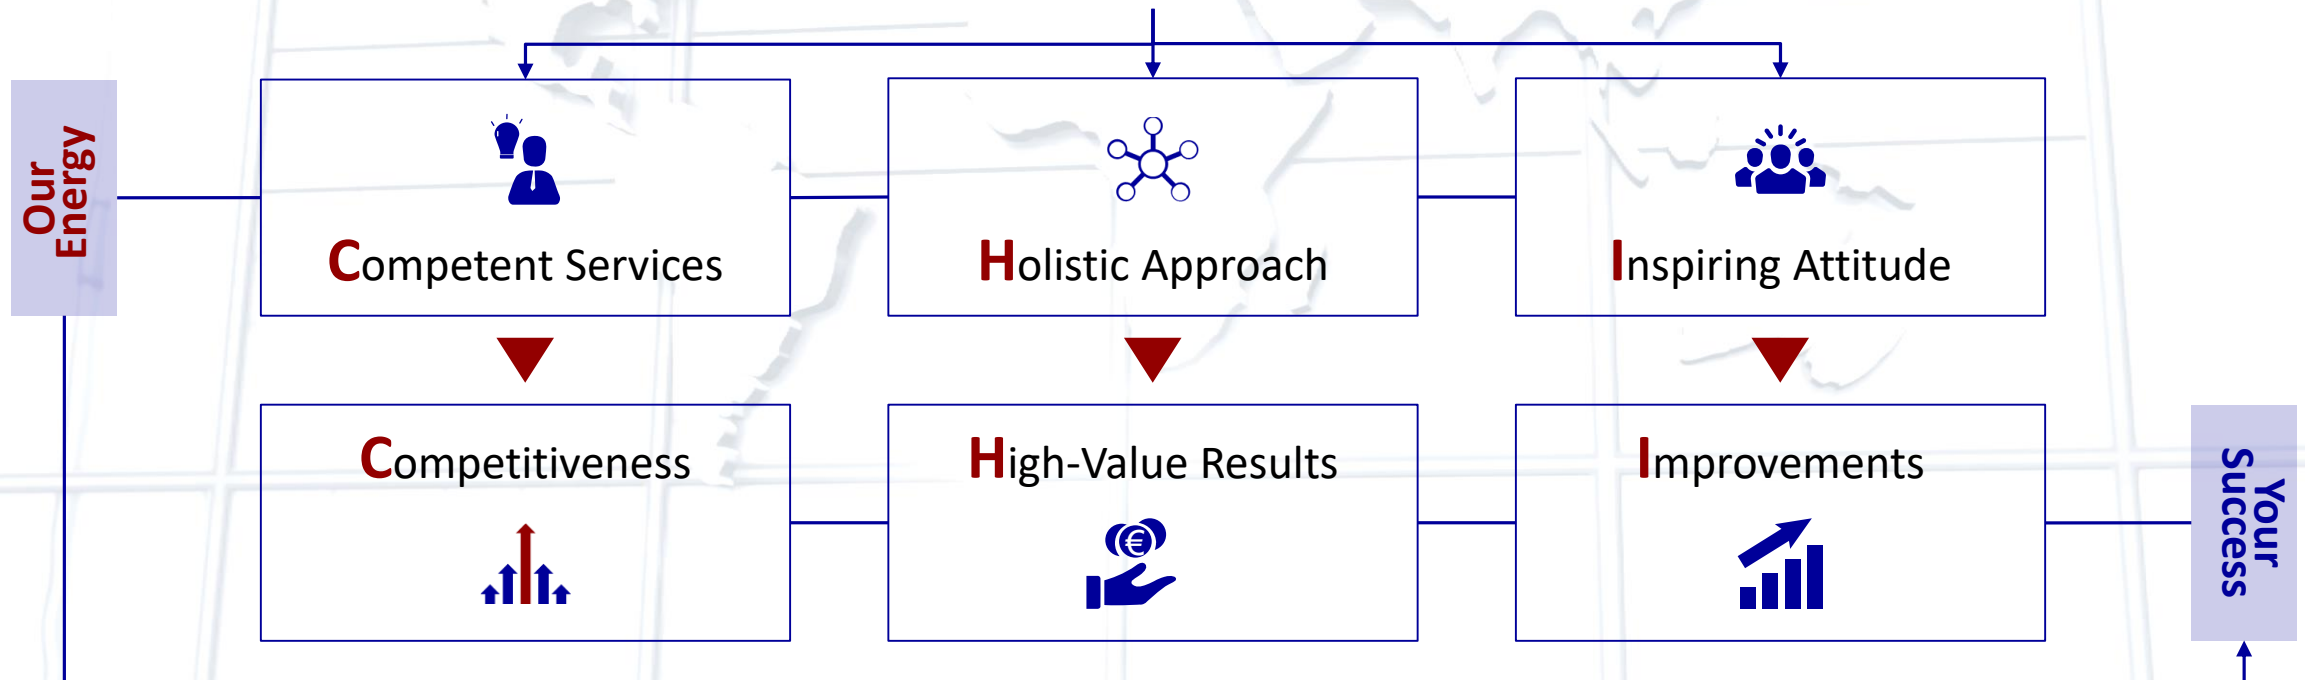 Our
Energy
Competent Services
Holistic Approach
Inspiring Attitude
Competitiveness
High-Value Results
Improvements
Your
Success